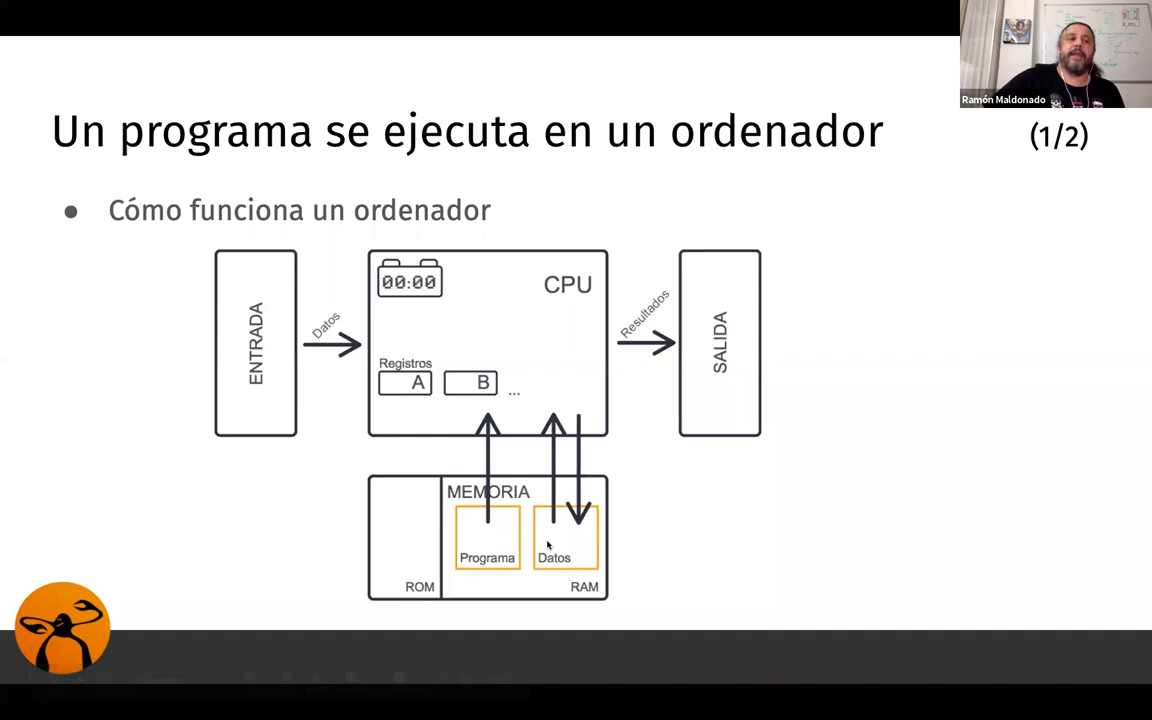 Ramón Maldonado
Un programa se ejecuta en un ordenador
(1/2)
● Cómo funciona un ordenador
ENTRADA
Datos
00:00
CPU
Registros
A
B
...
Resultados
SALIDA
MEMORIA
Programa
Datos
ROM
RAM